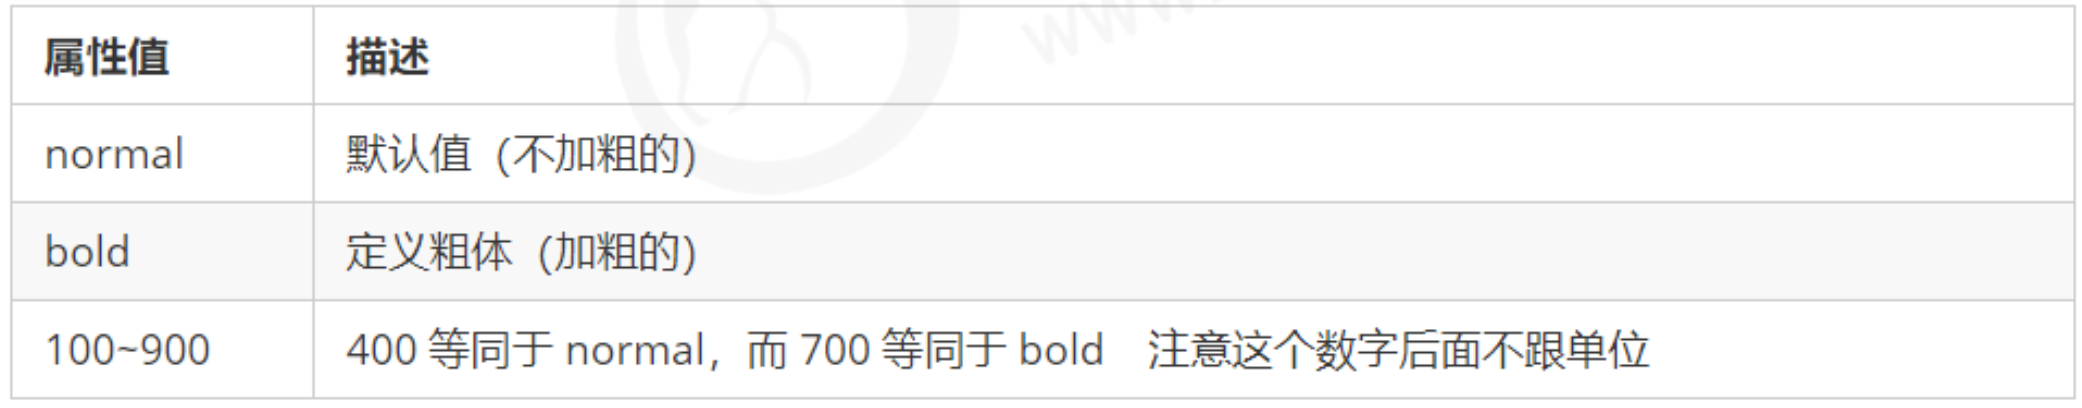 属性值 描述
normal 默认值（不加粗的）
bold 定义粗体（加粗的）
100~900 400 等同于 normal，而 700 等同于 bold 注意这个数字后面不跟单位
www.